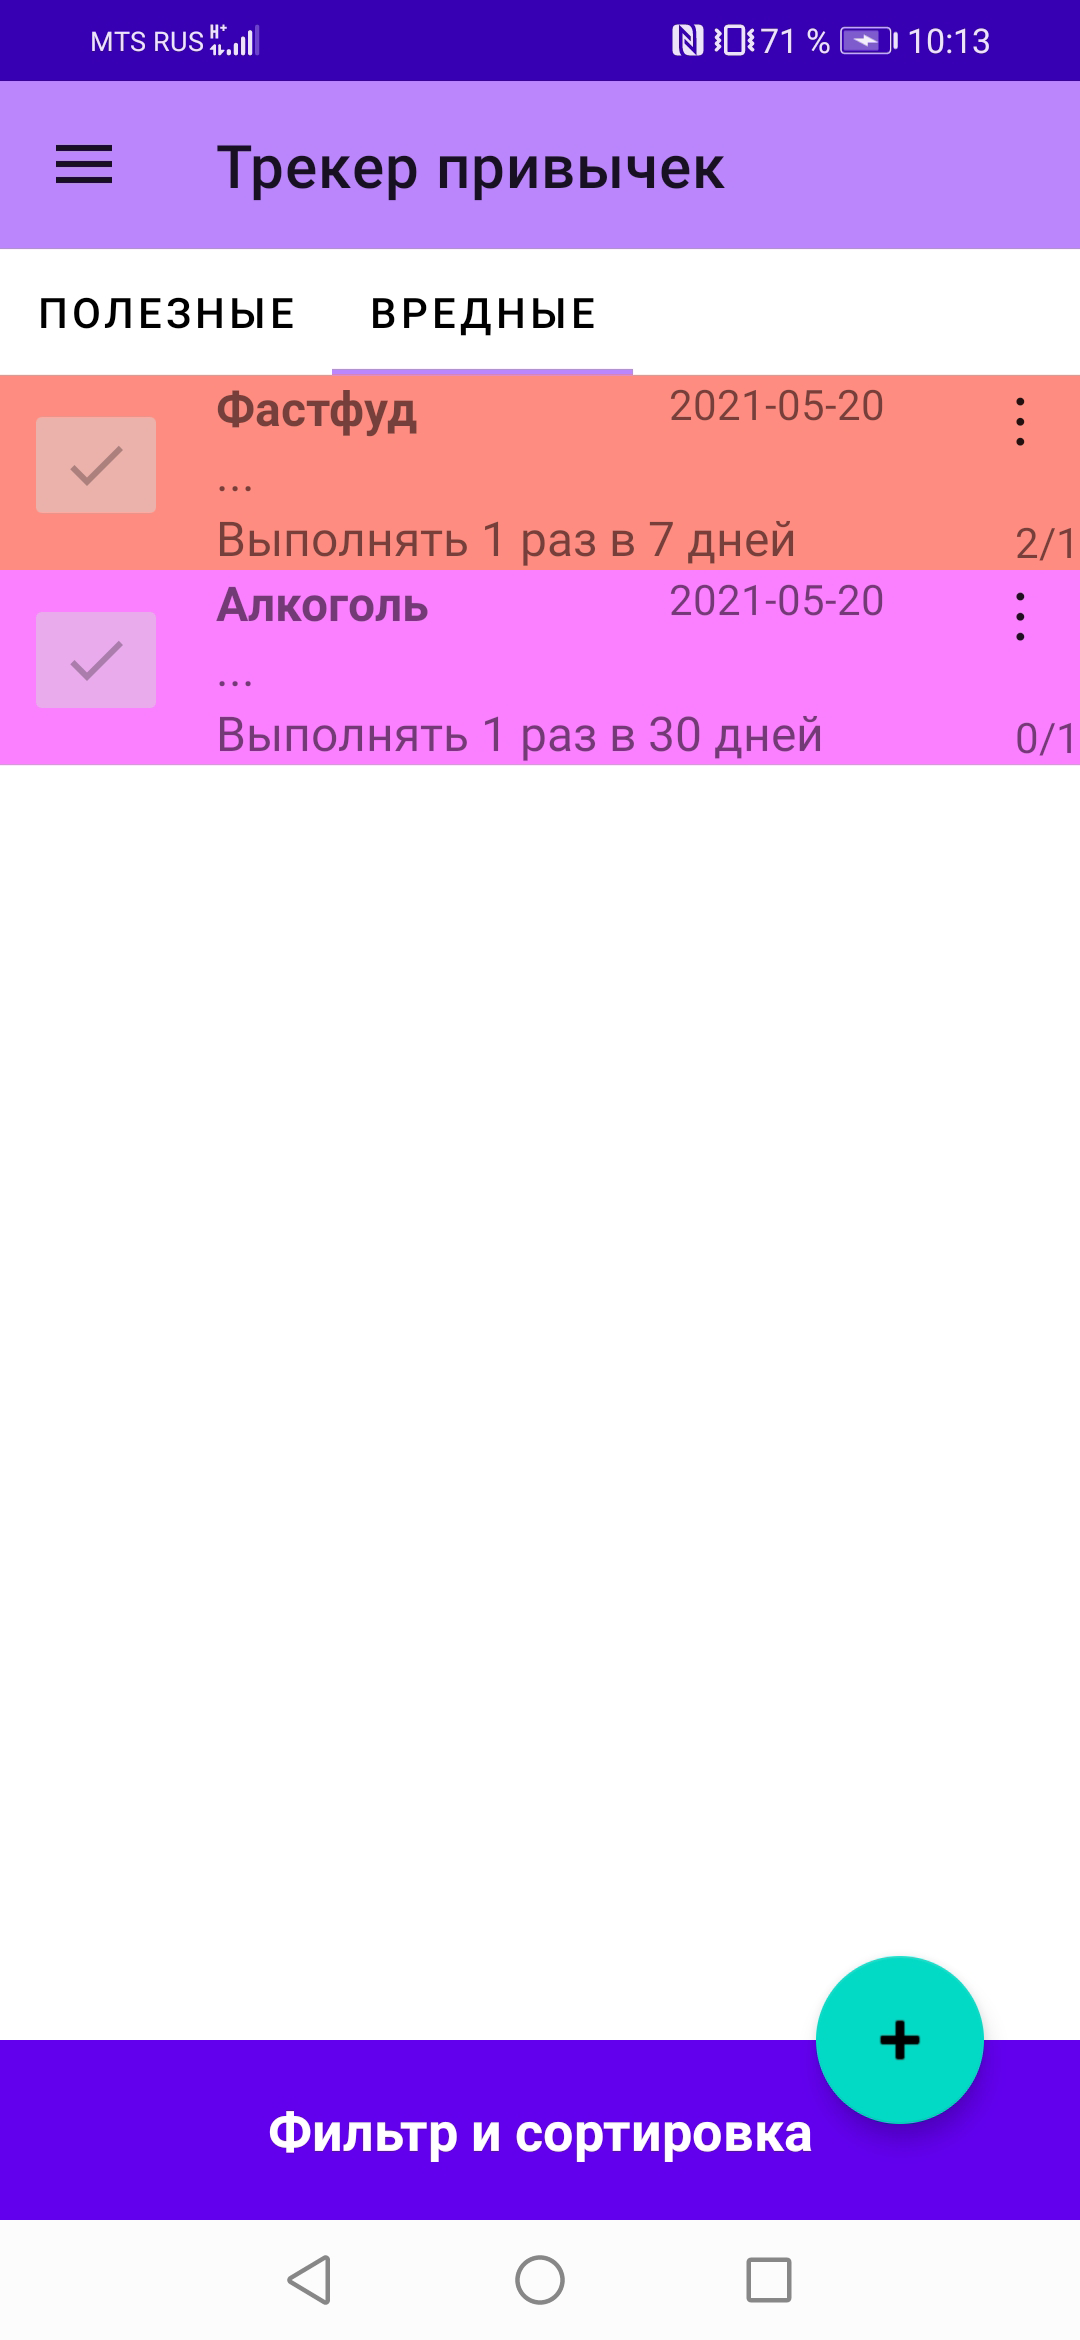 MTS RUS 71 % 10:13
Трекер привычек
ПОЛЕЗНЫЕ ВРЕДНЫЕ
Фастфуд 2021-05-20
...
Выполнять 1 раз в 7 дней 2/1
Алкоголь 2021-05-20
...
Выполнять 1 раз в 30 дней 0/1
Фильтр и сортировка